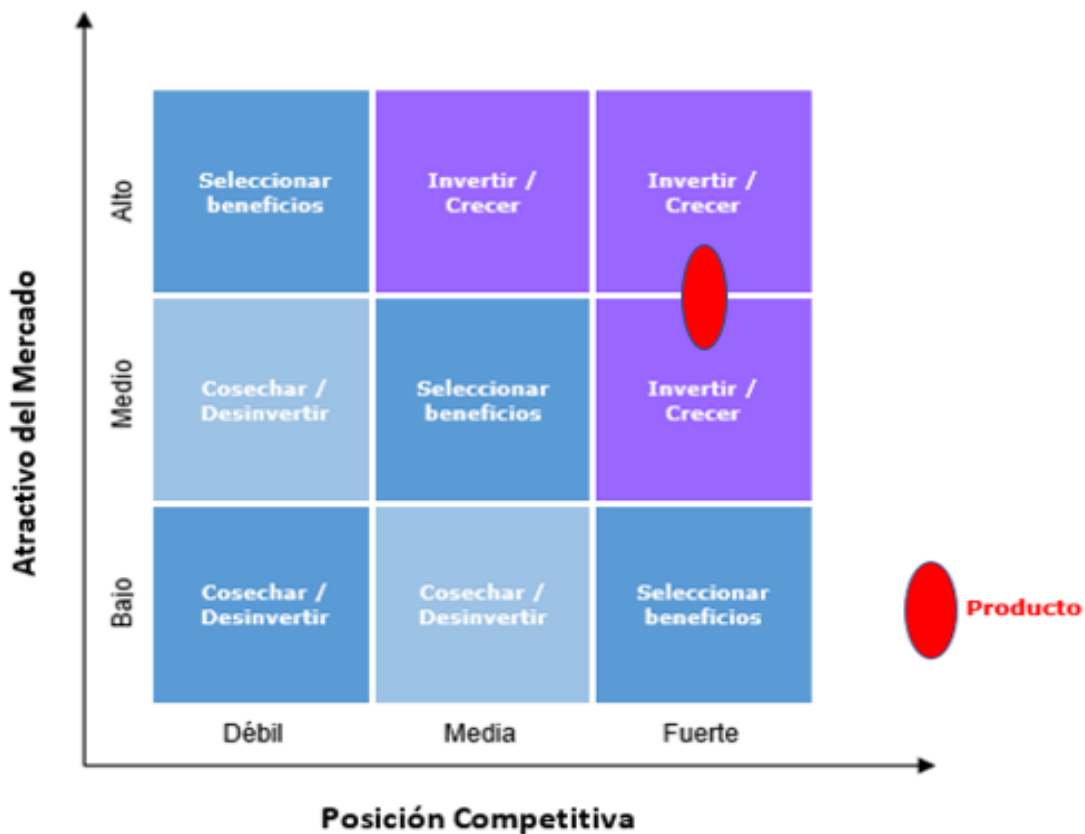 Atractivo del Mercado
Alto
Seleccionar
beneficios
Invertir /
Crecer
Invertir /
Crecer
Medio
Cosechar /
Desinvertir
Seleccionar
beneficios
Invertir /
Crecer
Bajo
Cosechar /
Desinvertir
Cosechar /
Desinvertir
Seleccionar
beneficios
Producto
Débil
Media
Fuerte
Posición Competitiva